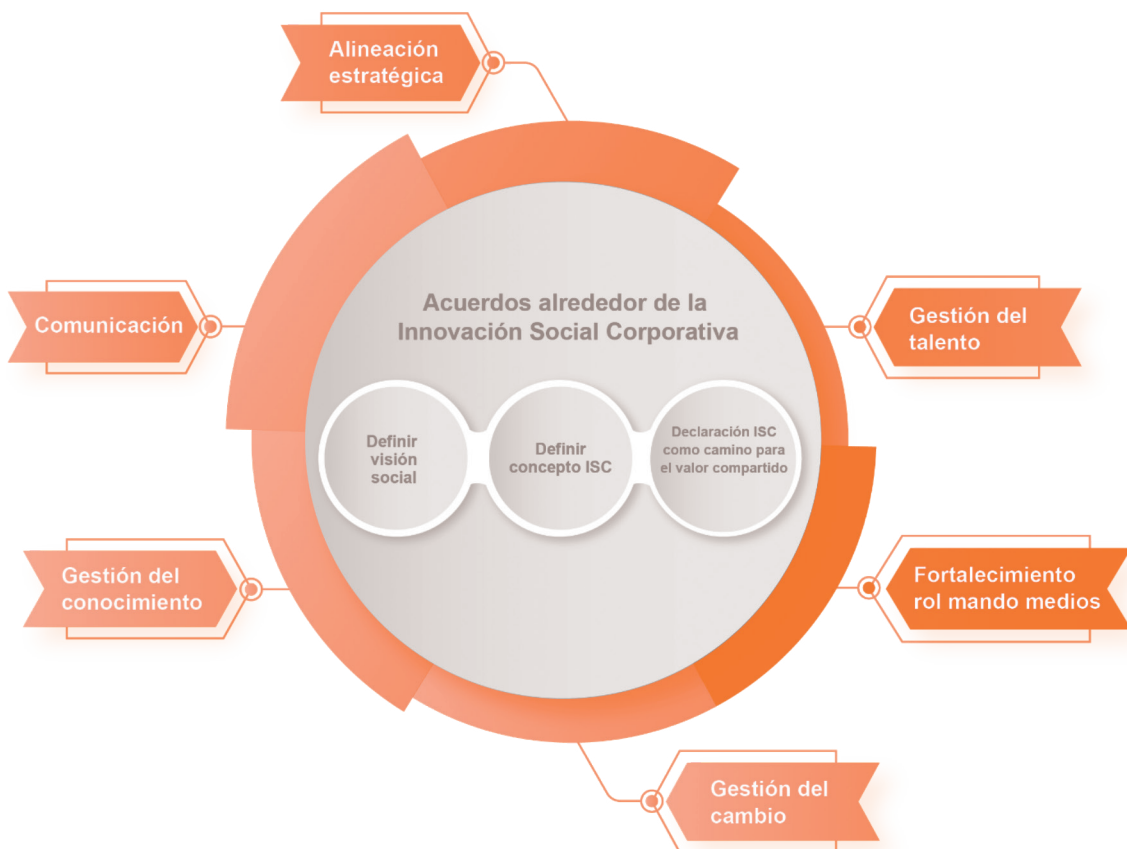 Alineación
estratégica
Comunicación
Gestión del
talento
Acuerdos alrededor de la
Innovación Social Corporativa
Definir
visión
social
Definir
concepto ISC
Declaración ISC
como camino para
el valor compartido
Gestión del
conocimiento
Fortalecimiento
rol mando medios
Gestión del
cambio